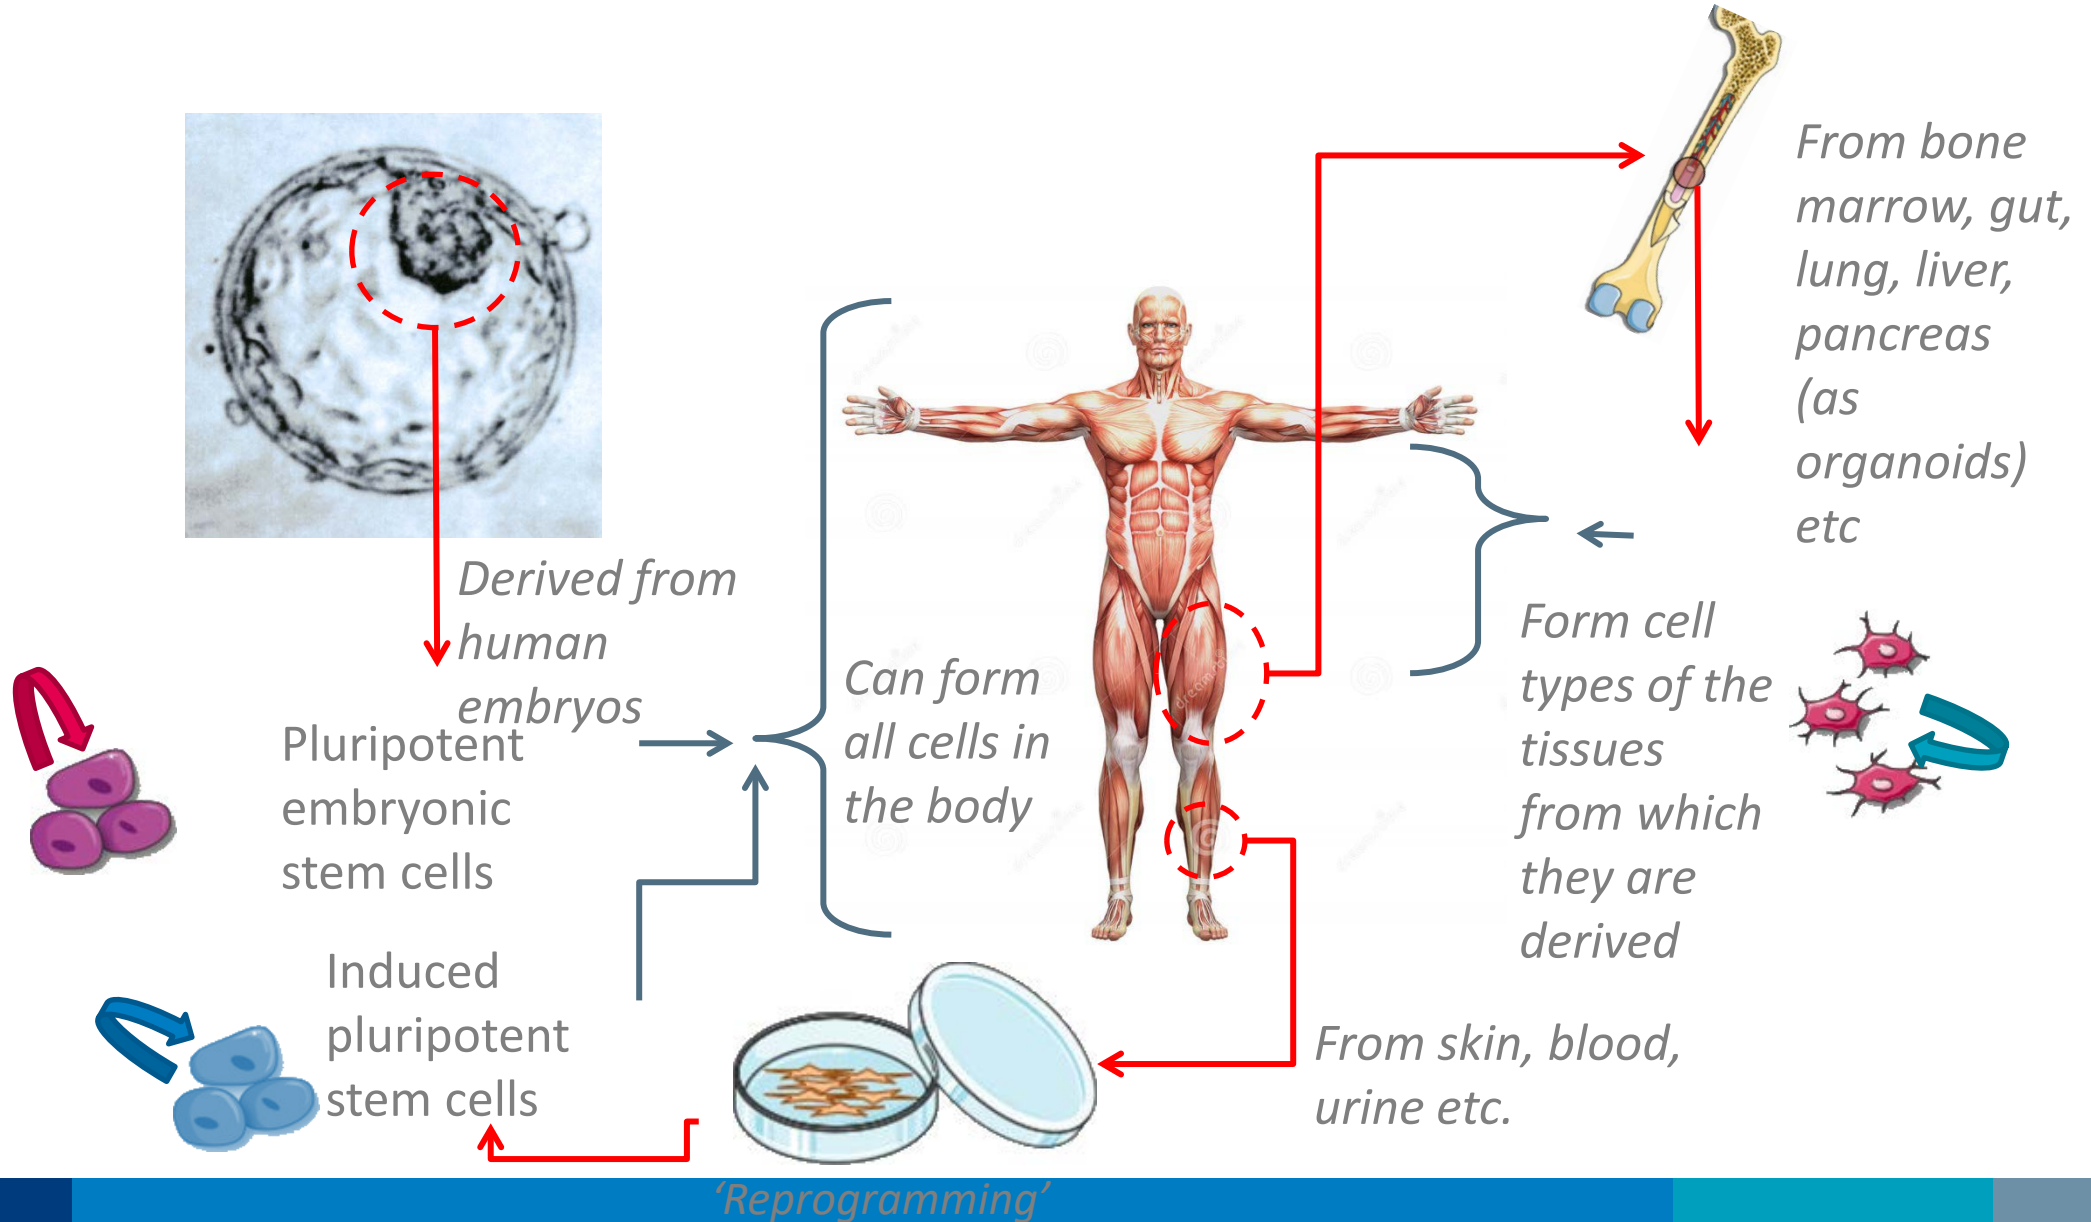 From bone
marrow, gut,
lung, liver,
pancreas
(as
organoids)
etc
Derived from
human
embryos
Pluripotent
embryonic
stem cells
Can form
all cells in
the body
Form cell
types of the
tissues
from which
they are
derived
Induced
pluripotent
stem cells
From skin, blood,
urine etc.
‘Reprogramming’